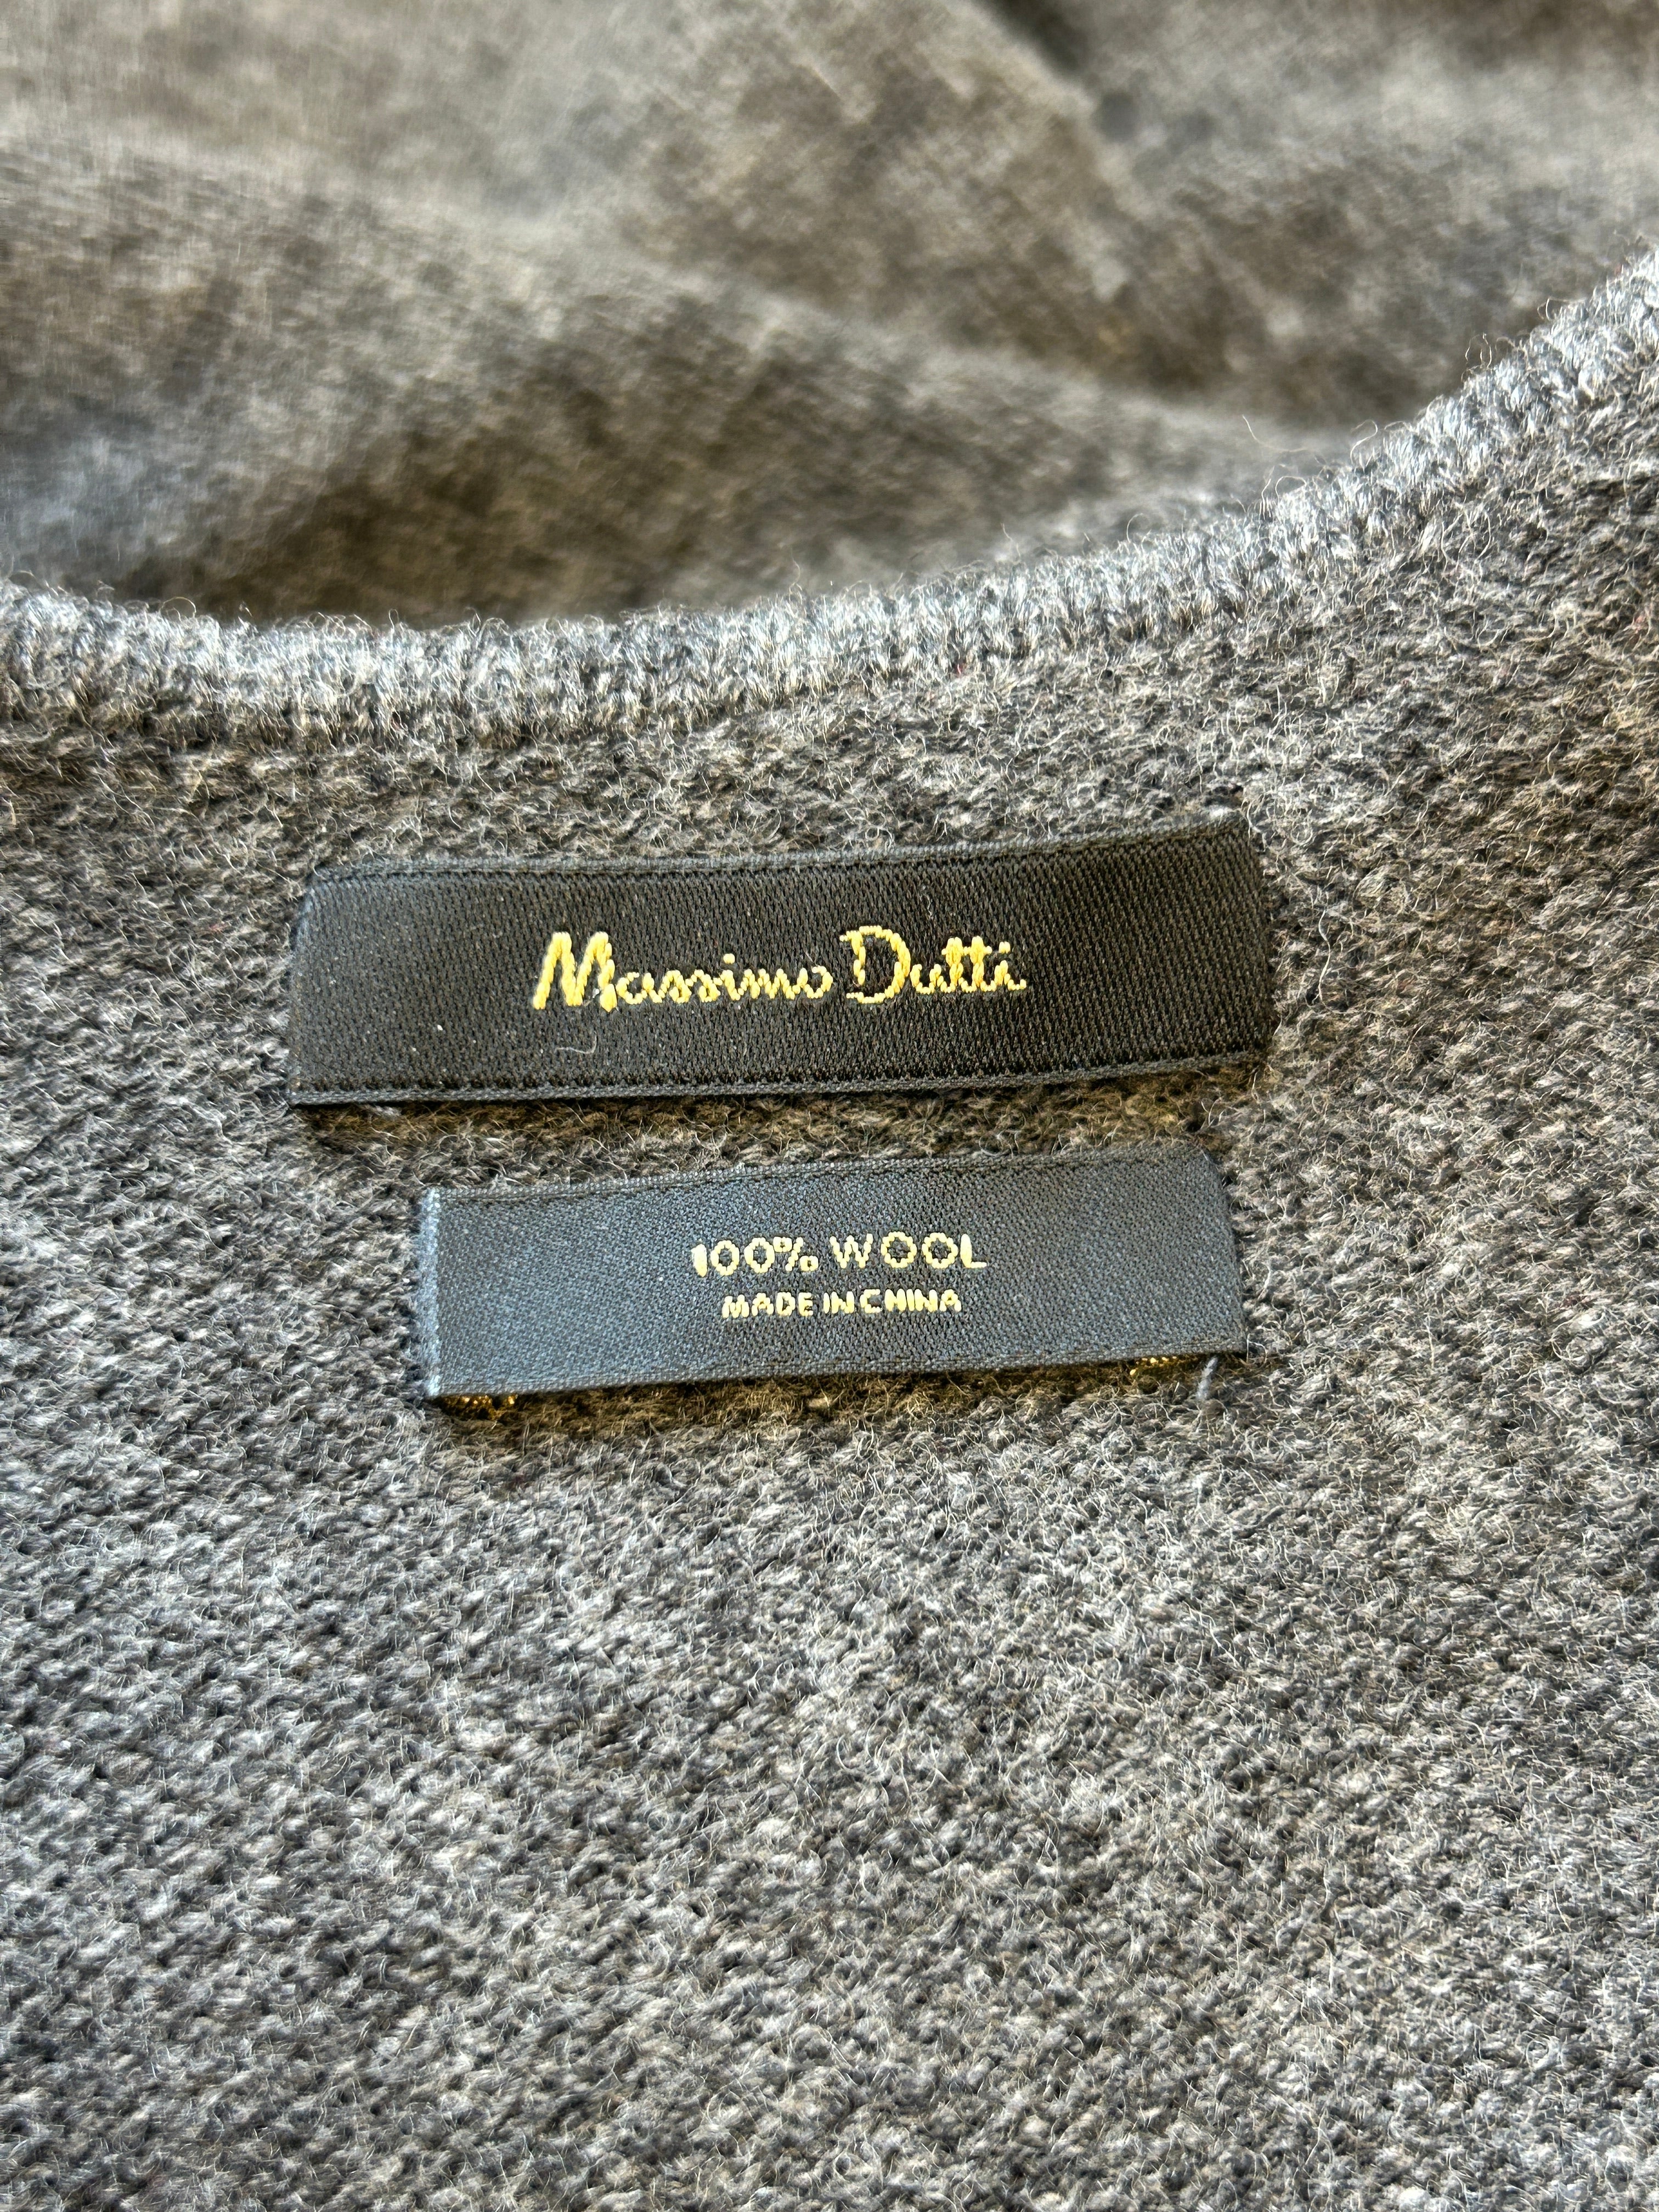 Massimo Dutti
100% WOOL
MADE IN CHINA